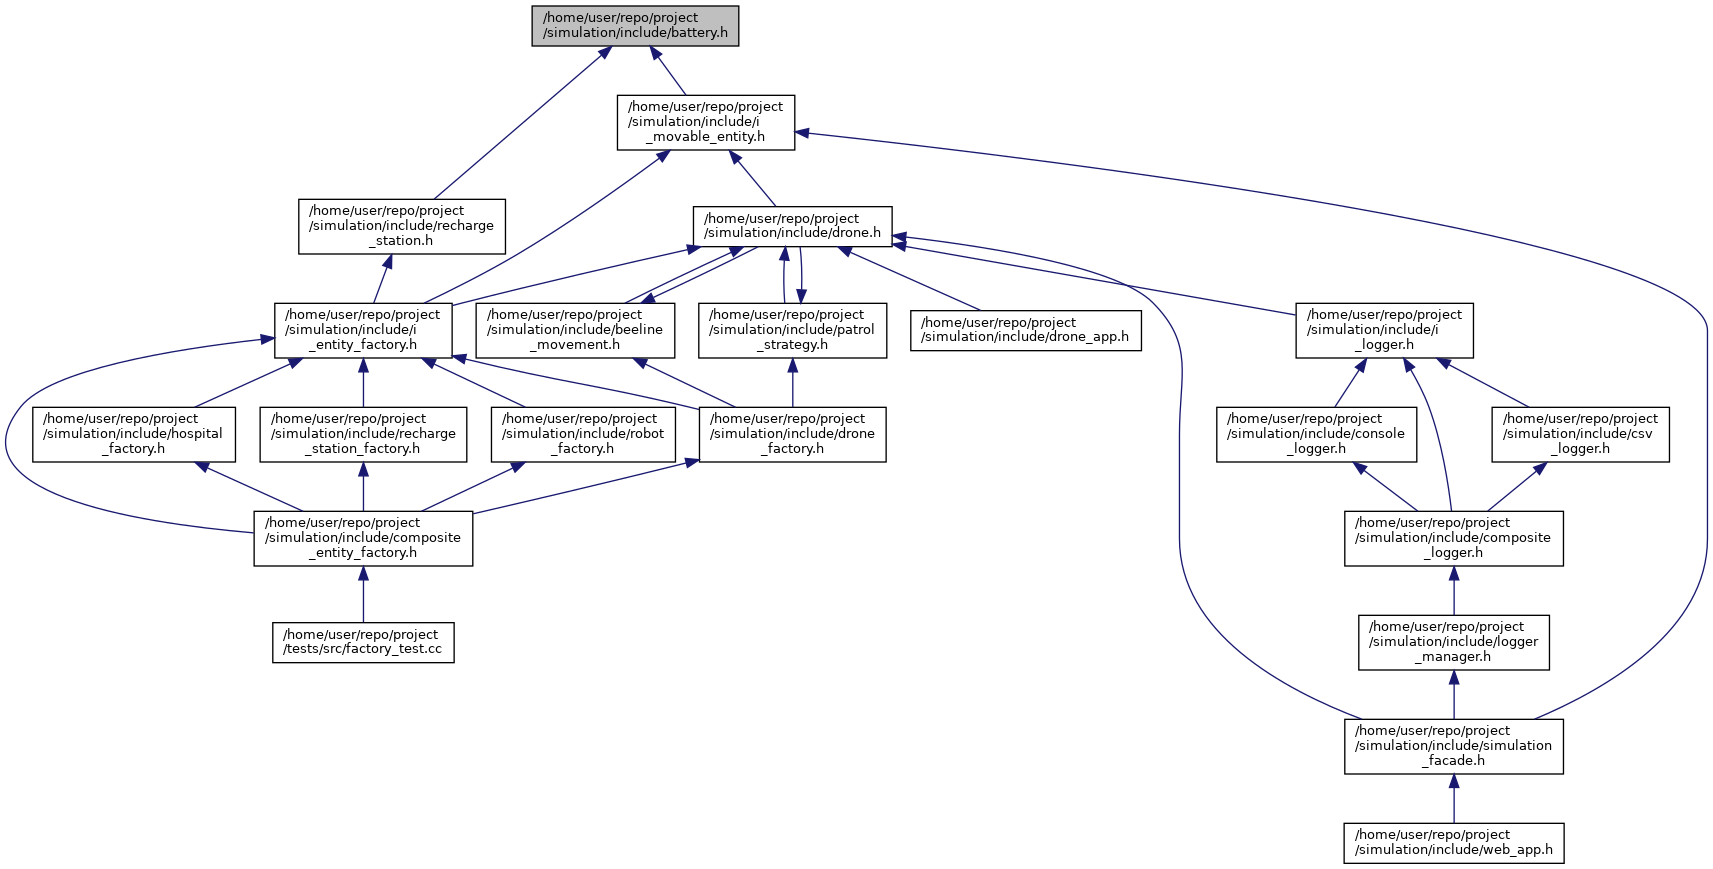 /home/user/repo/project
/simulation/include/battery.h
/home/user/repo/project
/simulation/include/i
_movable_entity.h
/home/user/repo/project
/simulation/include/recharge
_station.h
/home/user/repo/project
/simulation/include/drone.h
/home/user/repo/project
/simulation/include/i
_entity_factory.h
/home/user/repo/project
/simulation/include/beeline
_movement.h
/home/user/repo/project
/simulation/include/patrol
_strategy.h
/home/user/repo/project
/simulation/include/drone_app.h
/home/user/repo/project
/simulation/include/i
_logger.h
/home/user/repo/project
/simulation/include/hospital
_factory.h
/home/user/repo/project
/simulation/include/recharge
_station_factory.h
/home/user/repo/project
/simulation/include/robot
_factory.h
/home/user/repo/project
/simulation/include/drone
_factory.h
/home/user/repo/project
/simulation/include/console
_logger.h
/home/user/repo/project
/simulation/include/csv
_logger.h
/home/user/repo/project
/simulation/include/composite
_entity_factory.h
/home/user/repo/project
/simulation/include/composite
_logger.h
/home/user/repo/project
/tests/src/factory_test.cc
/home/user/repo/project
/simulation/include/logger
_manager.h
/home/user/repo/project
/simulation/include/simulation
_facade.h
/home/user/repo/project
/simulation/include/web_app.h